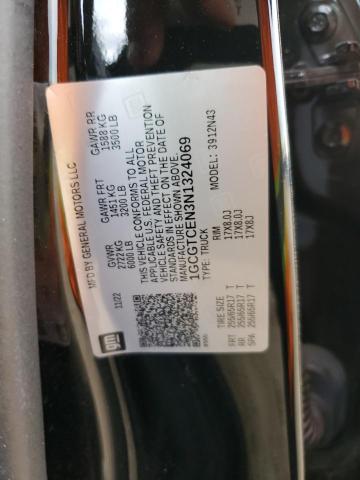 MFD BY GENERAL MOTORS LLC
11/22
GVWR
2722 KG
6000 LB
GAWR FRT
1451 KG
3200 LB
GAWR RR
1588 KG
3500 LB
THIS VEHICLE CONFORMS TO ALL
APPLICABLE U.S. FEDERAL MOTOR
VEHICLE SAFETY AND THEFT PREVENTION
STANDARDS IN EFFECT ON THE DATE OF
MANUFACTURE SHOWN ABOVE.
1GCGTCEN3N1324069
TYPE: TRUCK
MODEL: 3912N43
gm
TIRE SIZE RIM
FRT 255/65R17 T 17X8.0J
RR 255/65R17 T 17X8.0J
SPA 255/65R17 T 17X8J